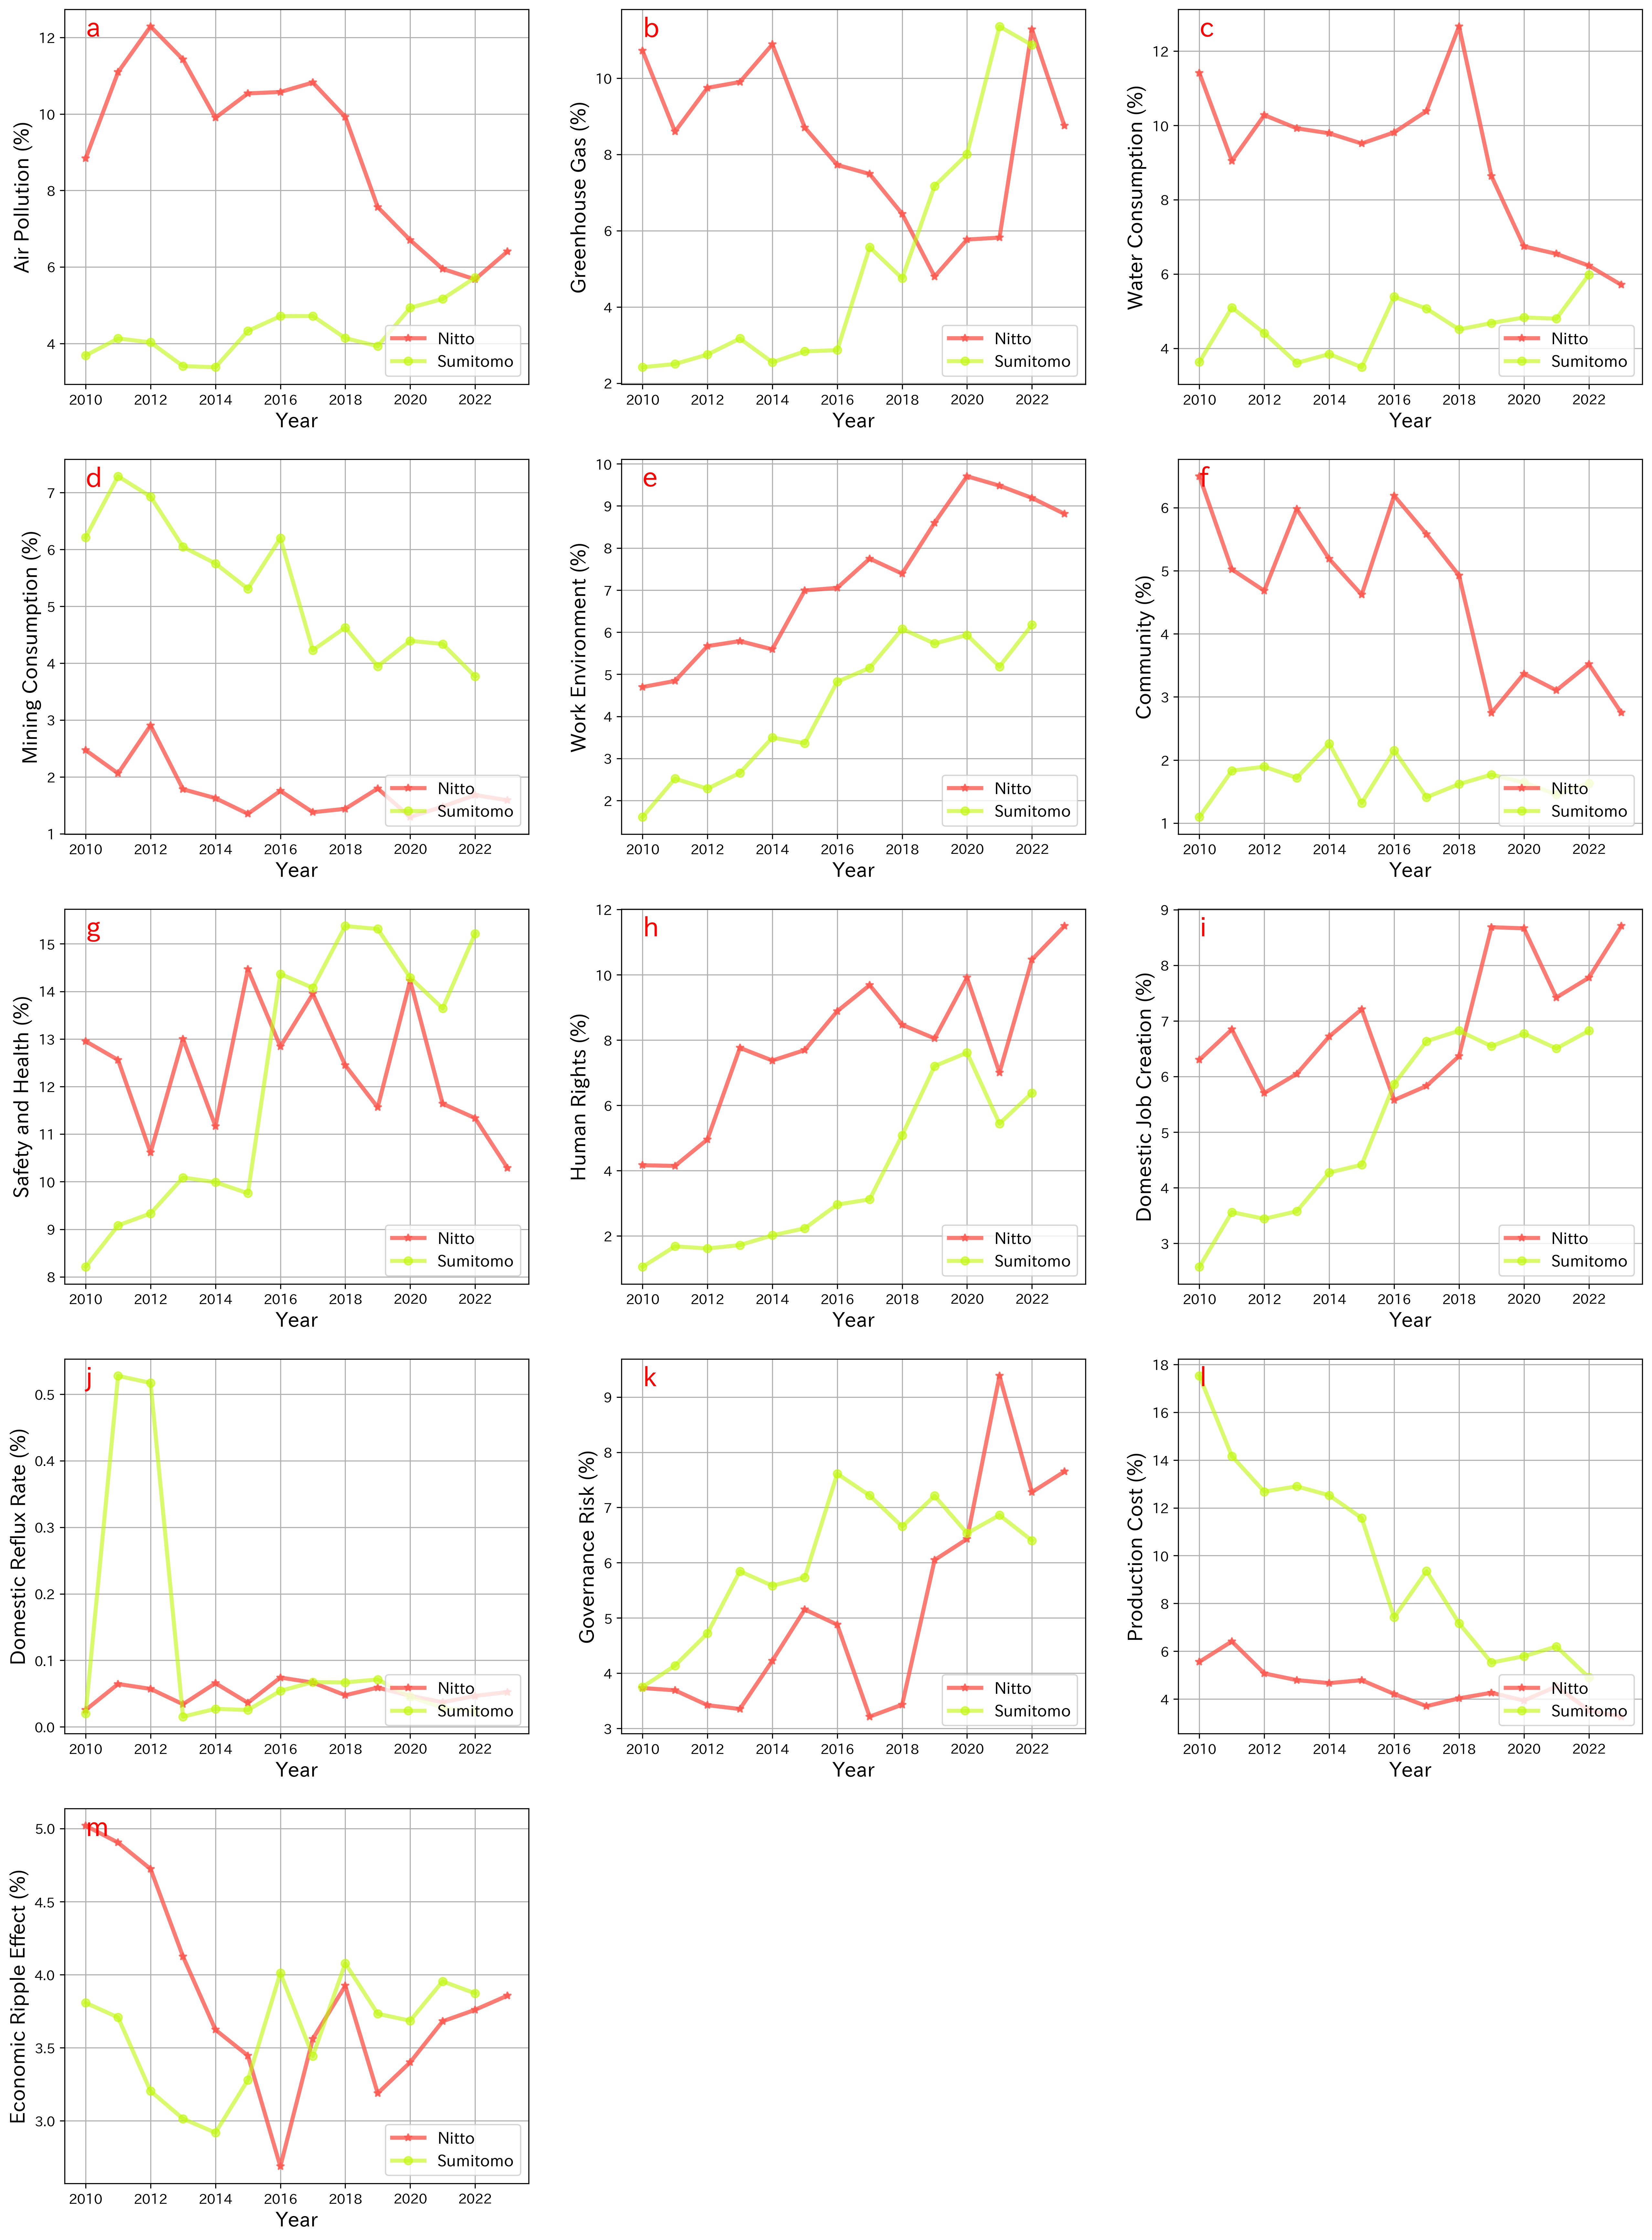 a
Air Pollution (%)
12
10
8
6
4
2010 2012 2014 2016 2018 2020 2022
Year
Nitto
Sumitomo
b
Greenhouse Gas (%)
10
8
6
4
2
2010 2012 2014 2016 2018 2020 2022
Year
Nitto
Sumitomo
c
Water Consumption (%)
12
10
8
6
4
2010 2012 2014 2016 2018 2020 2022
Year
Nitto
Sumitomo
d
Mining Consumption (%)
7
6
5
4
3
2
1
2010 2012 2014 2016 2018 2020 2022
Year
Nitto
Sumitomo
e
Work Environment (%)
10
9
8
7
6
5
4
3
2
2010 2012 2014 2016 2018 2020 2022
Year
Nitto
Sumitomo
f
Community (%)
6
5
4
3
2
1
2010 2012 2014 2016 2018 2020 2022
Year
Nitto
Sumitomo
g
Safety and Health (%)
15
14
13
12
11
10
9
8
2010 2012 2014 2016 2018 2020 2022
Year
Nitto
Sumitomo
h
Human Rights (%)
12
10
8
6
4
2
2010 2012 2014 2016 2018 2020 2022
Year
Nitto
Sumitomo
i
Domestic Job Creation (%)
9
8
7
6
5
4
3
2010 2012 2014 2016 2018 2020 2022
Year
Nitto
Sumitomo
j
Domestic Reflux Rate (%)
0.5
0.4
0.3
0.2
0.1
0.0
2010 2012 2014 2016 2018 2020 2022
Year
Nitto
Sumitomo
k
Governance Risk (%)
9
8
7
6
5
4
3
2010 2012 2014 2016 2018 2020 2022
Year
Nitto
Sumitomo
l
Production Cost (%)
18
16
14
12
10
8
6
4
2010 2012 2014 2016 2018 2020 2022
Year
Nitto
Sumitomo
m
Economic Ripple Effect (%)
5.0
4.5
4.0
3.5
3.0
2010 2012 2014 2016 2018 2020 2022
Year
Nitto
Sumitomo